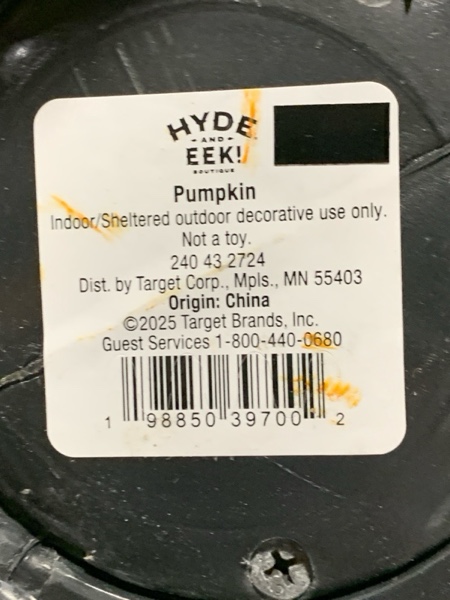 HYDE
AND
EEK!
BOUTIQUE
Pumpkin
Indoor/Sheltered outdoor decorative use only.
Not a toy.
240 43 2724
Dist. by Target Corp., Mpls., MN 55403
Origin: China
©2025 Target Brands, Inc.
Guest Services 1-800-440-0680
1 98850 39700 2